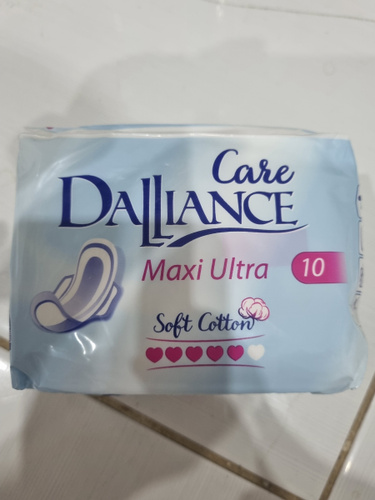 Care
DALLIANCE
Maxi Ultra
10
Soft Cotton